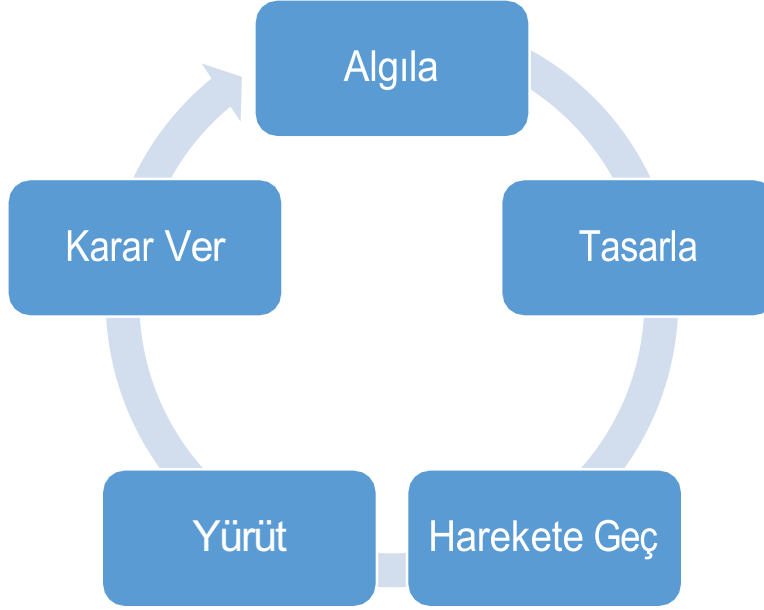 Algıla
Tasarla
Harekete Geç
Yürüt
Karar Ver